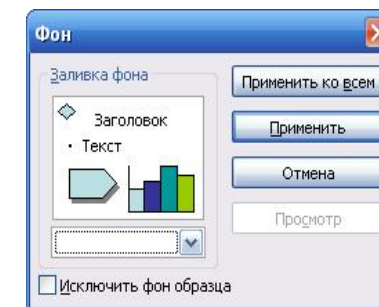 Фон
Заливка фона
Заголовок
• Текст
Применить ко всем
Применить
Отмена
Просмотр
Исключить фон образца